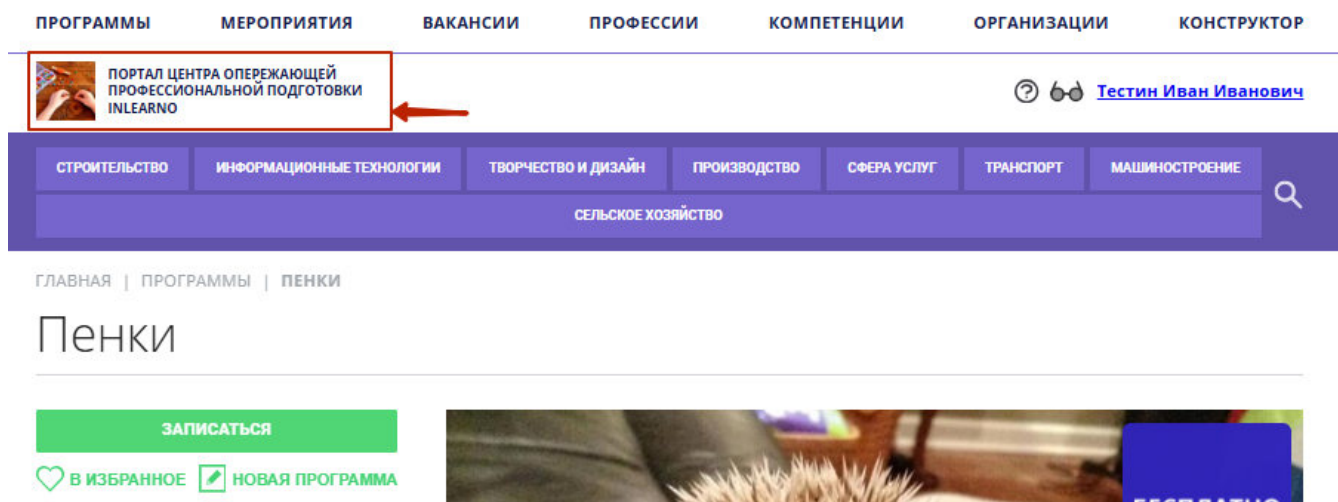 ПРОГРАММЫ МЕРОПРИЯТИЯ ВАКАНСИИ ПРОФЕССИИ КОМПЕТЕНЦИИ ОРГАНИЗАЦИИ КОНСТРУКТОР
ПОРТАЛ ЦЕНТРА ОПЕРЕЖАЮЩЕЙ
ПРОФЕССИОНАЛЬНОЙ ПОДГОТОВКИ
INLEARNO
Тестин Иван Иванович
СТРОИТЕЛЬСТВО ИНФОРМАЦИОННЫЕ ТЕХНОЛОГИИ ТВОРЧЕСТВО И ДИЗАЙН ПРОИЗВОДСТВО СФЕРА УСЛУГ ТРАНСПОРТ МАШИНОСТРОЕНИЕ
СЕЛЬСКОЕ ХОЗЯЙСТВО
ГЛАВНАЯ | ПРОГРАММЫ | ПЕНКИ
Пенки
ЗАПИСАТЬСЯ
В ИЗБРАННОЕ НОВАЯ ПРОГРАММА
БЕСПЛАТНО